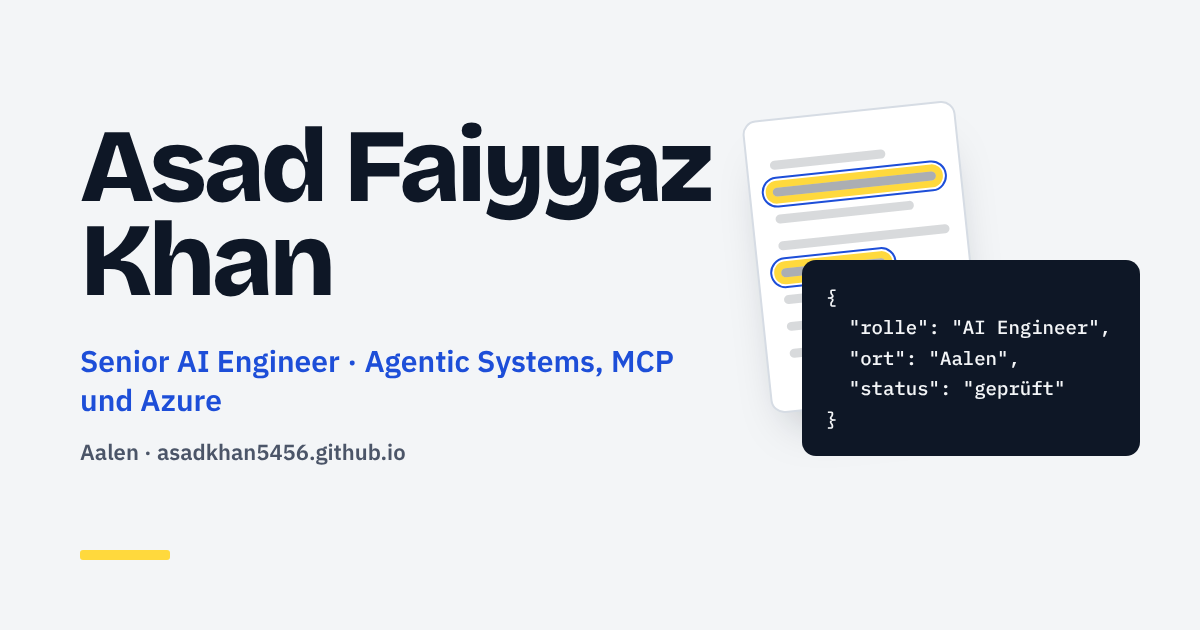 Asad Faiyyaz
Khan
Senior AI Engineer · Agentic Systems, MCP
und Azure
Aalen · asadkhan5456.github.io
{
"rolle": "AI Engineer",
"ort": "Aalen",
"status": "geprüft"
}